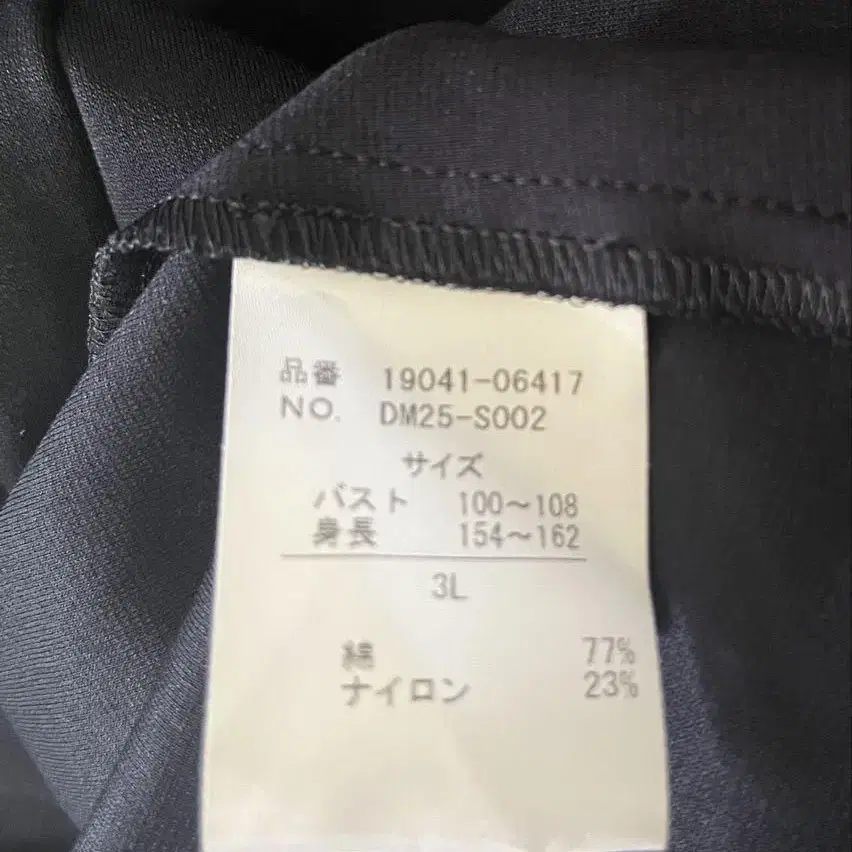 品番 19041-06417
NO. DM25-S002
サイズ
バスト 100～108
身長 154～162
3L
綿 77%
ナイロン 23%